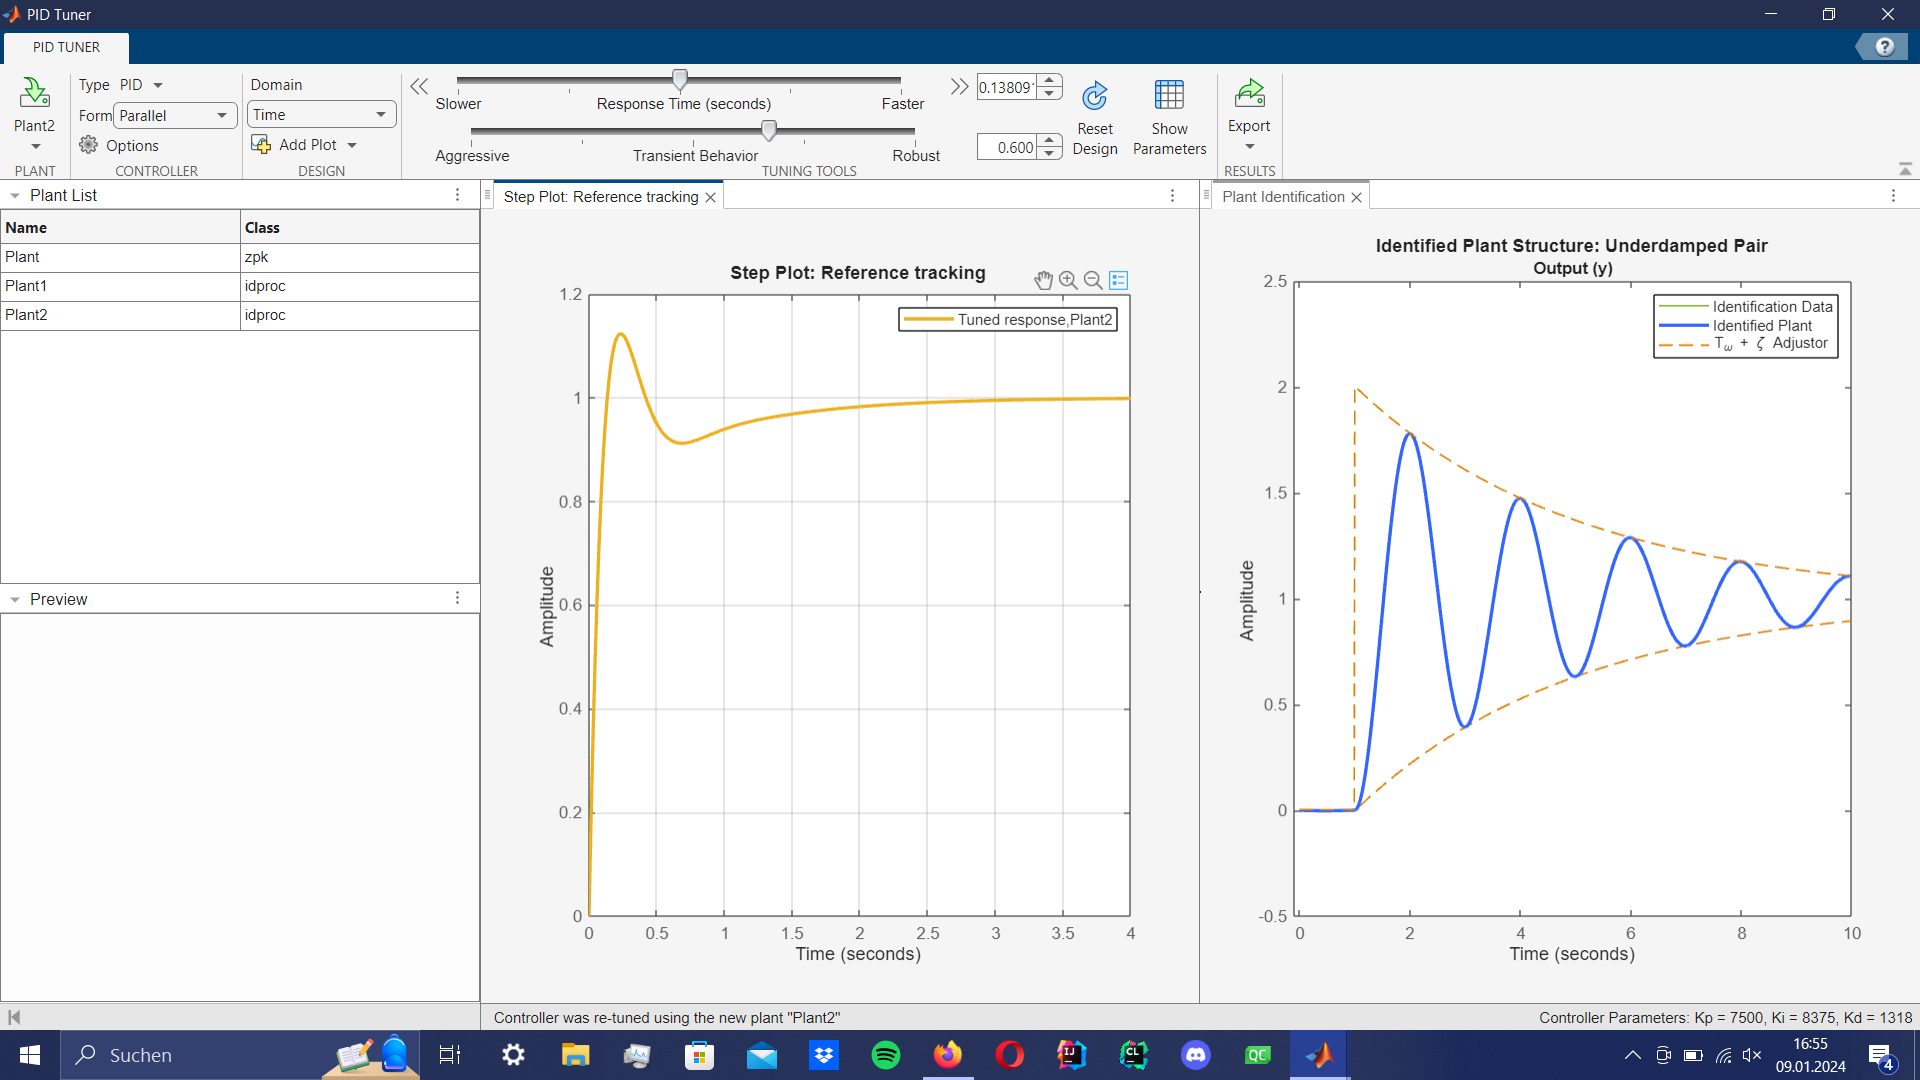 PID Tuner
PID TUNER
Plant2
PLANT
Type PID
Form Parallel
Options
CONTROLLER
Domain
Time
Add Plot
DESIGN
Slower Response Time (seconds) Faster
0.13809
Aggressive Transient Behavior Robust
0.600
TUNING TOOLS
Reset Design
Show Parameters
Export
RESULTS
Plant List
Name Class
Plant zpk
Plant1 idproc
Plant2 idproc
Preview
Step Plot: Reference tracking
Step Plot: Reference tracking
Tuned response,Plant2
Amplitude
1.2
1
0.8
0.6
0.4
0.2
0
0 0.5 1 1.5 2 2.5 3 3.5 4
Time (seconds)
Plant Identification
Identified Plant Structure: Underdamped Pair
Output (y)
Identification Data
Identified Plant
Tω + ζ Adjustor
Amplitude
2.5
2
1.5
1
0.5
0
-0.5
0 2 4 6 8 10
Time (seconds)
Controller was re-tuned using the new plant "Plant2"
Controller Parameters: Kp = 7500, Ki = 8375, Kd = 1318
Suchen
IJ
CL
QC
16:55
09.01.2024
4